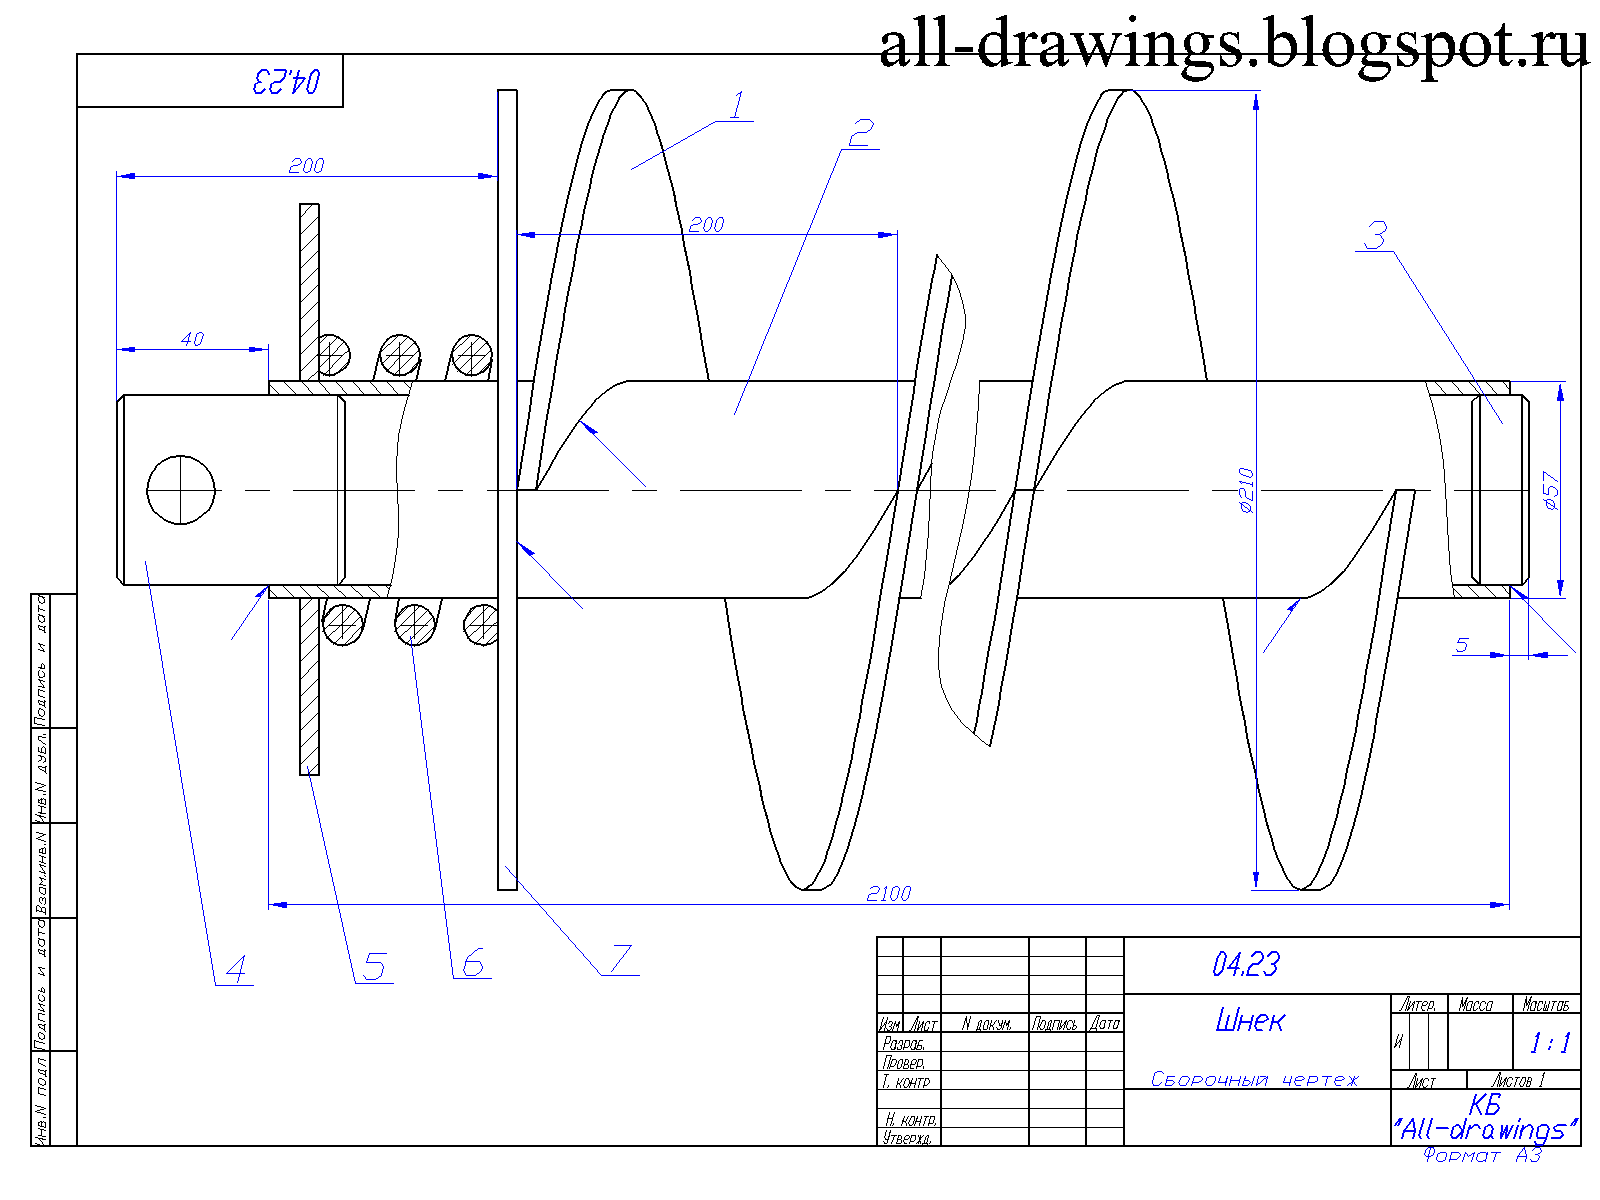 all-drawings.blogspot.ru
04.23
1
2
200
200
3
40
ø210
ø57
5
2100
4
5
6
7
Подпись и дата
Инв.N дубл.
Взам.инв.N
Подпись и дата
Инв.N подл
04.23
Изм Лист N докум. Подпись Дата
Разраб.
Провер.
Т. контр
Н. контр.
Утвержд.
Шнек
Сборочный чертеж
Литер. Масса Масштаб
И 1:1
Лист Листов 1
КБ
"All-drawings"
Формат А3